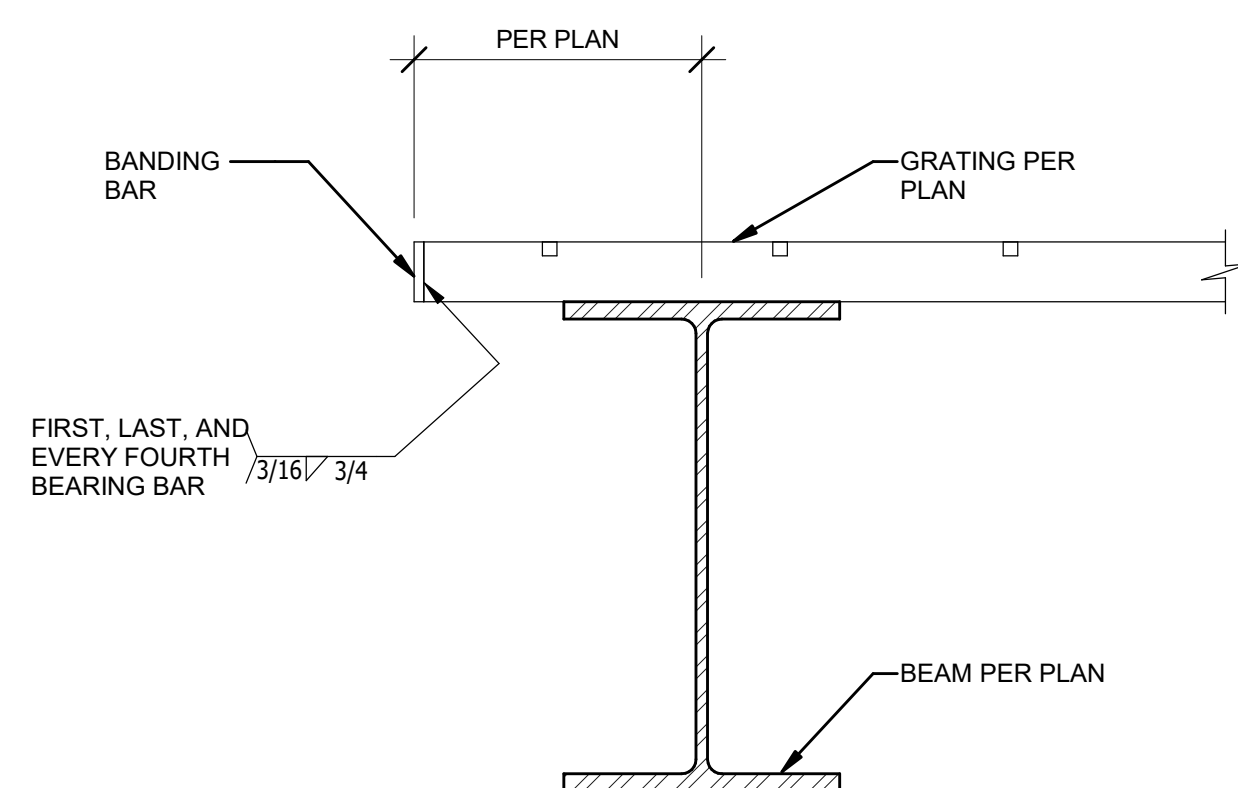 PER PLAN
BANDING
BAR
GRATING PER
PLAN
FIRST, LAST, AND
EVERY FOURTH
BEARING BAR
3/16 3/4
BEAM PER PLAN